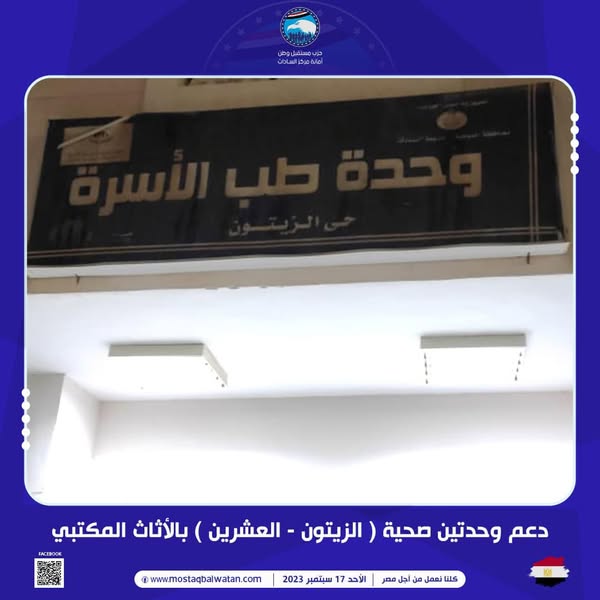 حزب مستقبل وطن
أمانة مركز السادات
وحدة طب الأسرة
حى الزيتـــون
دعم وحدتين صحية ( الزيتون - العشرين ) بالأثاث المكتبي
FACEBOOK
كلنا نعمل من أجل مصر | الأحد 17 سبتمبر 2023 | www.mostaqbalwatan.com